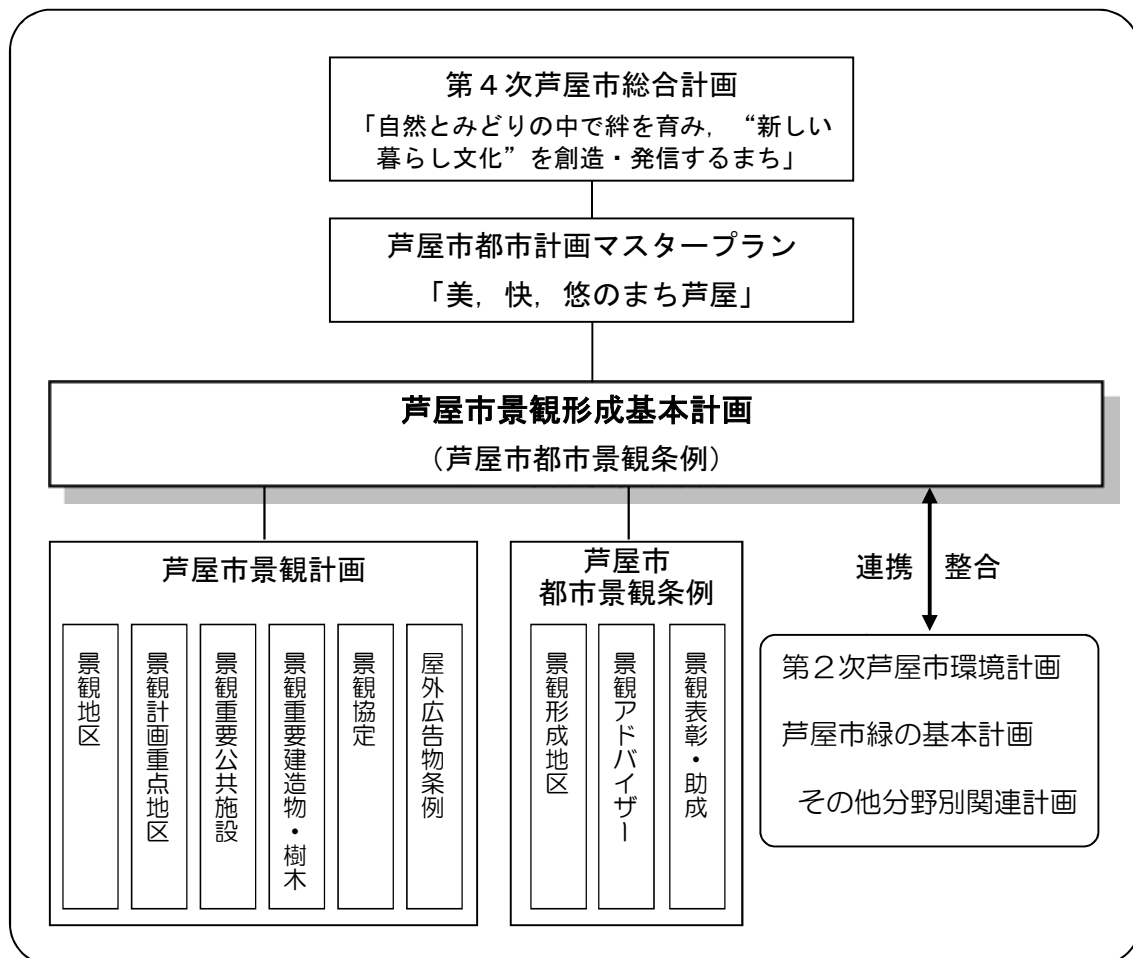 第４次芦屋市総合計画
「自然とみどりの中で絆を育み，“新しい
暮らし文化”を創造・発信するまち」
芦屋市都市計画マスタープラン
「美，快，悠のまち芦屋」
芦屋市景観形成基本計画
（芦屋市都市景観条例）
芦屋市景観計画
景観地区
景観計画重点地区
景観重要公共施設
景観重要建造物・樹木
景観協定
屋外広告物条例
芦屋市
都市景観条例
景観形成地区
景観アドバイザー
景観表彰・助成
連携 整合
第２次芦屋市環境計画
芦屋市緑の基本計画
その他分野別関連計画